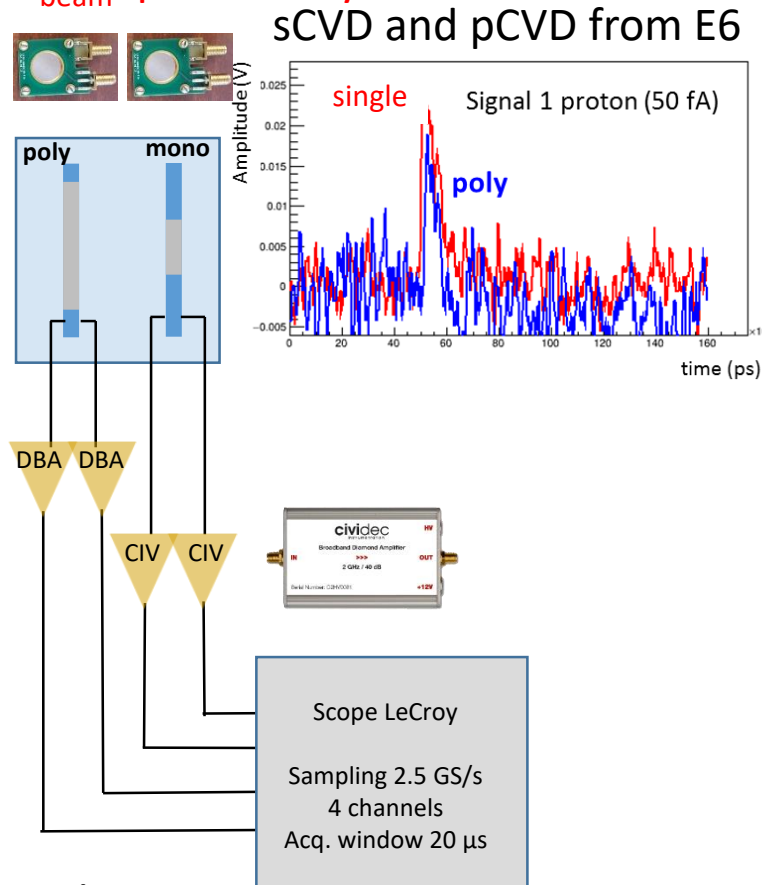 beam
sCVD and pCVD from E6
poly
mono
Amplitude (V)
single
Signal 1 proton (50 fA)
poly
0.025
0.02
0.015
0.01
0.005
0
−0.005
0 20 40 60 80 100 120 140 160
×1
time (ps)
DBA DBA
CIV CIV
cividec
Instrumentation
HV
Broadband Diamond Amplifier
IN >>> OUT
2 GHz / 40 dB
+12V
Scope LeCroy
Sampling 2.5 GS/s
4 channels
Acq. window 20 µs